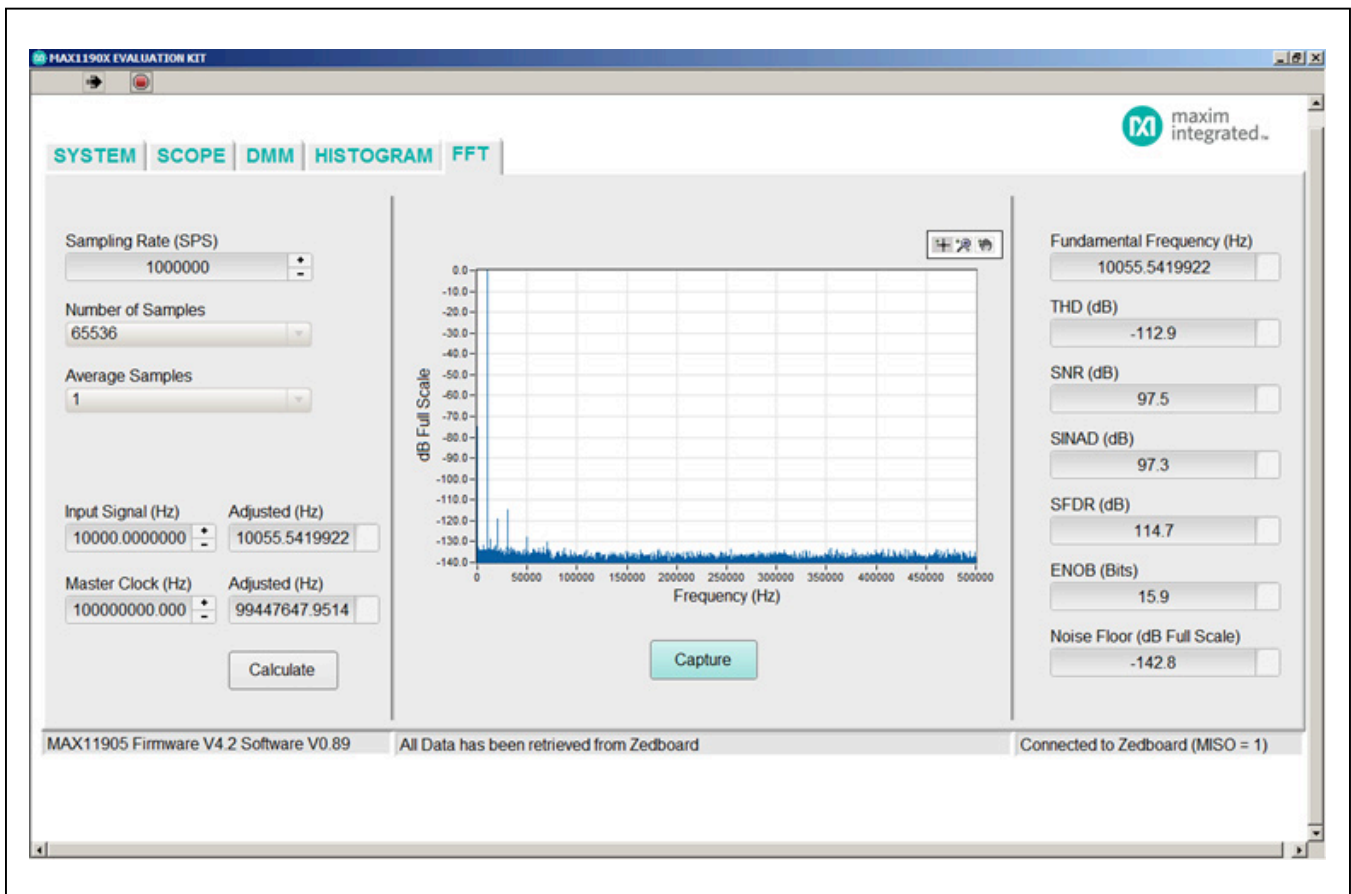 MAX1190X EVALUATION KIT
maxim
integrated™
SYSTEM SCOPE DMM HISTOGRAM FFT
Sampling Rate (SPS)
1000000
Number of Samples
65536
Average Samples
1
Input Signal (Hz) Adjusted (Hz)
10000.0000000 10055.5419922
Master Clock (Hz) Adjusted (Hz)
100000000.000 99447647.9514
Calculate
dB Full Scale
0.0
-10.0
-20.0
-30.0
-40.0
-50.0
-60.0
-70.0
-80.0
-90.0
-100.0
-110.0
-120.0
-130.0
-140.0
0 50000 100000 150000 200000 250000 300000 350000 400000 450000 500000
Frequency (Hz)
Capture
Fundamental Frequency (Hz)
10055.5419922
THD (dB)
-112.9
SNR (dB)
97.5
SINAD (dB)
97.3
SFDR (dB)
114.7
ENOB (Bits)
15.9
Noise Floor (dB Full Scale)
-142.8
MAX11905 Firmware V4.2 Software V0.89 All Data has been retrieved from Zedboard Connected to Zedboard (MISO = 1)